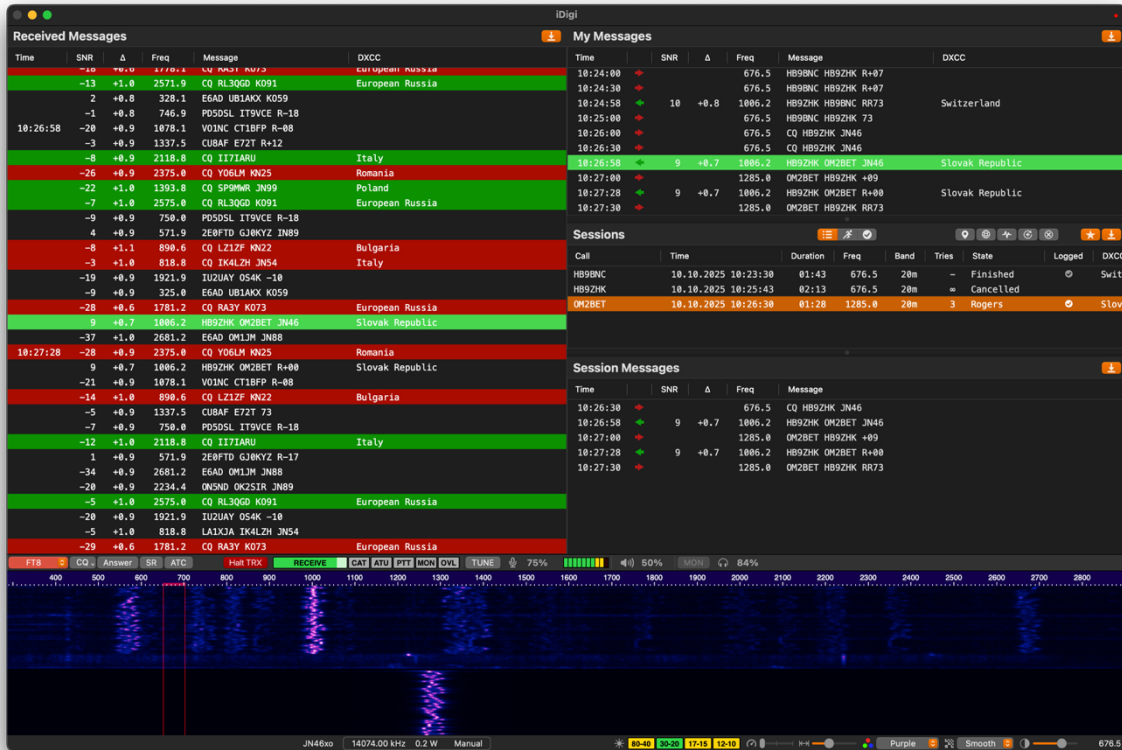 iDigi
Received Messages
Time SNR Δ Freq Message DXCC
-18 +0.6 1778.1 CQ RA3Y KO73 European Russia
-13 +1.0 2571.9 CQ RL3QGD KO91 European Russia
2 +0.8 328.1 E6AD UB1AKX KO59
-1 +0.8 746.9 PD5DSL IT9VCE R-18
10:26:58 -20 +0.9 1078.1 VO1NC CT1BFP R-08
-3 +0.9 1337.5 CU8AF E72T R+12
-8 +0.9 2118.8 CQ II7IARU Italy
-26 +0.9 2375.0 CQ YO6LM KN25 Romania
-22 +0.9 1393.8 CQ SP9MWR JN99 Poland
-7 +0.9 2575.0 CQ RL3QGD KO91 European Russia
-9 +0.9 750.0 PD5DSL IT9VCE R-18
4 +0.9 571.9 2E0FTD GJ0KYZ IN89
-8 +1.1 890.6 CQ LZ1ZF KN22 Bulgaria
-3 +1.0 818.8 CQ IK4LZH JN54 Italy
-19 +0.9 1921.9 IU2UAY OS4K -10
-9 +0.9 325.0 E6AD UB1AKX KO59
-28 +0.6 1781.2 CQ RA3Y KO73 European Russia
9 +0.7 1006.2 HB9ZHK OM2BET JN46 Slovak Republic
-37 +1.0 2681.2 E6AD OM1JM JN88
10:27:28 -28 +0.9 2375.0 CQ YO6LM KN25 Romania
9 +0.7 1006.2 HB9ZHK OM2BET R+00 Slovak Republic
-21 +0.9 1078.1 VO1NC CT1BFP R-08
-14 +1.0 890.6 CQ LZ1ZF KN22 Bulgaria
-5 +0.9 1337.5 CU8AF E72T 73
-7 +0.9 750.0 PD5DSL IT9VCE R-18
-12 +1.0 2118.8 CQ II7IARU Italy
1 +0.9 571.9 2E0FTD GJ0KYZ R-17
-34 +0.9 2681.2 E6AD OM1JM JN88
-20 +0.9 2234.4 ON5ND OK2SIR JN89
-5 +1.0 2575.0 CQ RL3QGD KO91 European Russia
-20 +0.9 1921.9 IU2UAY OS4K -10
-5 +1.0 818.8 LA1XJA IK4LZH JN54
-29 +0.6 1781.2 CQ RA3Y KO73 European Russia
My Messages
Time SNR Δ Freq Message DXCC
10:24:00 676.5 HB9BNC HB9ZHK R+07
10:24:30 676.5 HB9BNC HB9ZHK R+07
10:24:58 10 +0.8 1006.2 HB9ZHK HB9BNC RR73 Switzerland
10:25:00 676.5 HB9BNC HB9ZHK 73
10:26:00 676.5 CQ HB9ZHK JN46
10:26:30 676.5 CQ HB9ZHK JN46
10:26:58 9 +0.7 1006.2 HB9ZHK OM2BET JN46 Slovak Republic
10:27:00 1285.0 OM2BET HB9ZHK +09
10:27:28 9 +0.7 1006.2 HB9ZHK OM2BET R+00 Slovak Republic
10:27:30 1285.0 OM2BET HB9ZHK RR73
Sessions
Call Time Duration Freq Band Tries State Logged DXCC
HB9BNC 10.10.2025 10:23:30 01:43 676.5 20m – Finished Swit
HB9ZHK 10.10.2025 10:25:43 02:13 676.5 20m ∞ Cancelled
OM2BET 10.10.2025 10:26:30 01:28 1285.0 20m 3 Rogers Slov
Session Messages
Time SNR Δ Freq Message
10:26:30 676.5 CQ HB9ZHK JN46
10:26:58 9 +0.7 1006.2 HB9ZHK OM2BET JN46
10:27:00 1285.0 OM2BET HB9ZHK +09
10:27:28 9 +0.7 1006.2 HB9ZHK OM2BET R+00
10:27:30 1285.0 OM2BET HB9ZHK RR73
FT8 CQ Answer SR ATC Halt TRX RECEIVE CAT ATU PTT MON OVL TUNE 75% 50% MON 84%
400 500 600 700 800 900 1000 1100 1200 1300 1400 1500 1600 1700 1800 1900 2000 2100 2200 2300 2400 2500 2600 2700 2800
JN46xo 14074.00 kHz 0.2 W Manual 80-40 30-20 17-15 12-10 Purple Smooth 676.5